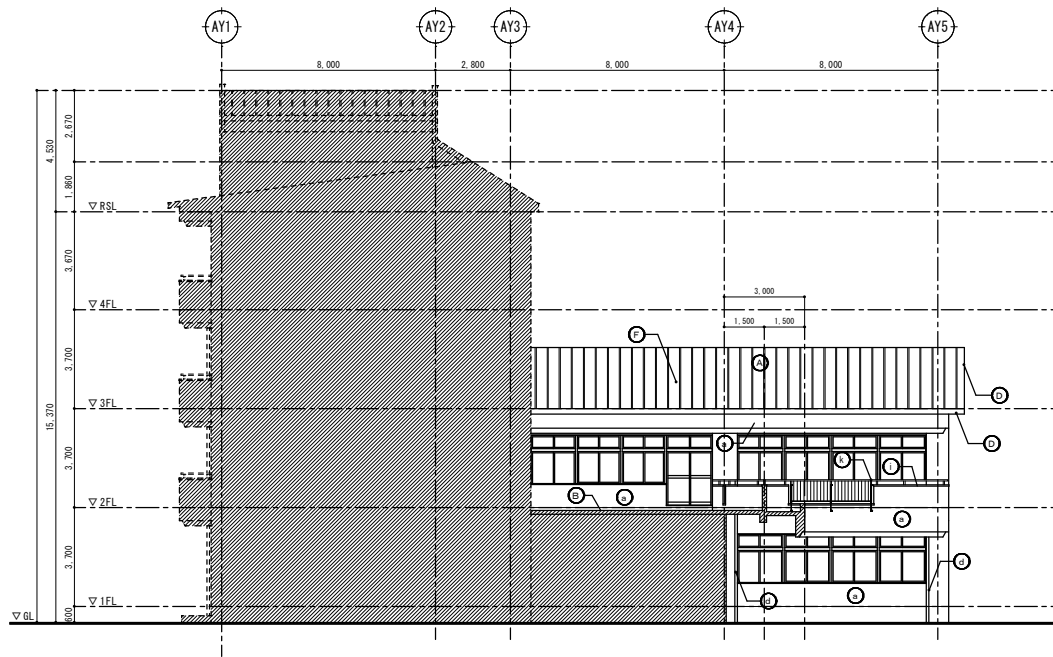 AY1 AY2 AY3 AY4 AY5
8,000 2,800 8,000 8,000
2,670
4,530
1,860
▽RSL
3,670
▽4FL
3,000
1,500 1,500
F
A
3,700
D
▽3FL
15,370
D
a
k
i
3,700
B
a
▽2FL
a
3,700
d
a
d
▽1FL
600
▽GL